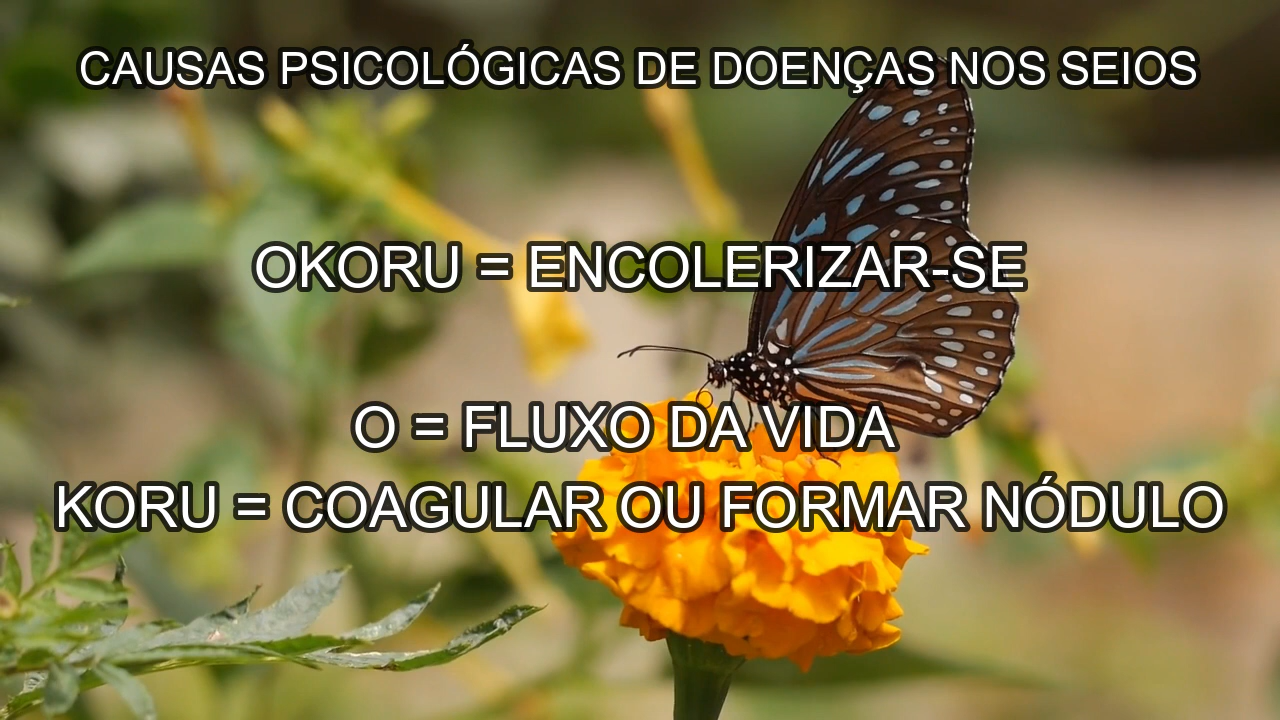 CAUSAS PSICOLÓGICAS DE DOENÇAS NOS SEIOS
OKORU = ENCOLERIZAR-SE
O = FLUXO DA VIDA
KORU = COAGULAR OU FORMAR NÓDULO